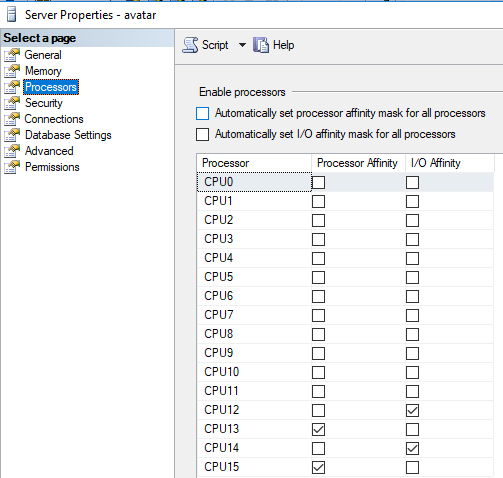 Server Properties - avatar
Select a page
General
Memory
Processors
Security
Connections
Database Settings
Advanced
Permissions
Script Help
Enable processors
Automatically set processor affinity mask for all processors
Automatically set I/O affinity mask for all processors
Processor Processor Affinity I/O Affinity
CPU0
CPU1
CPU2
CPU3
CPU4
CPU5
CPU6
CPU7
CPU8
CPU9
CPU10
CPU11
CPU12
CPU13
CPU14
CPU15